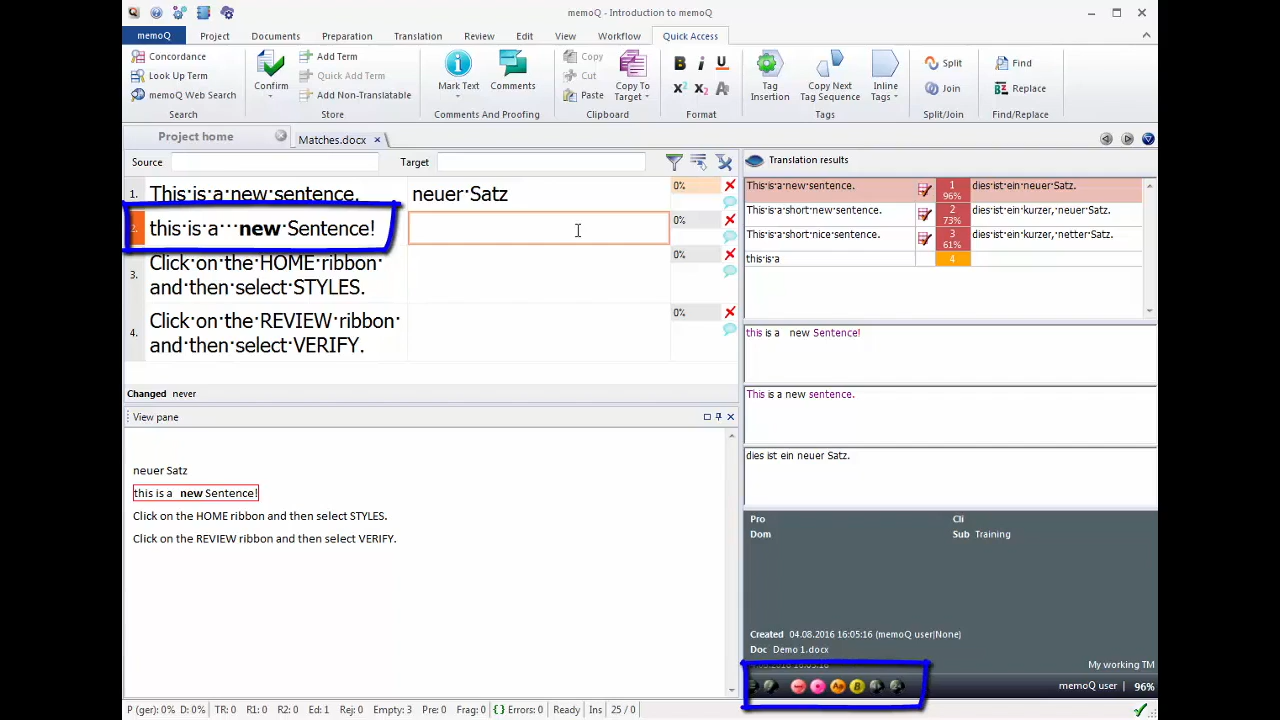 memoQ - Introduction to memoQ
memoQ Project Documents Preparation Translation Review Edit View Workflow Quick Access
Concordance
Look Up Term
memoQ Web Search
Search
Confirm
Add Term
Quick Add Term
Add Non-Translatable
Store
Mark Text
Comments
Comments And Proofing
Copy
Cut
Paste
Copy To Target
Clipboard
B i U
X² X₂ A
Format
Tag Insertion
Copy Next Tag Sequence
Inline Tags
Tags
Split
Join
Split/Join
Find
Replace
Find/Replace
Project home Matches.docx
Source Target
1. This·is·a·new·sentence. neuer·Satz 0%
2. this·is·a···new·Sentence! 0%
3. Click·on·the·HOME·ribbon·
and·then·select·STYLES. 0%
4. Click·on·the·REVIEW·ribbon·
and·then·select·VERIFY. 0%
Changed never
View pane
neuer Satz
this is a   new Sentence!
Click on the HOME ribbon and then select STYLES.
Click on the REVIEW ribbon and then select VERIFY.
Translation results
This·is·a·new·sentence. 1 96% dies·ist·ein·neuer·Satz.
This·is·a·short·new·sentence. 2 73% dies·ist·ein·kurzer,·neuer·Satz.
This·is·a·short·nice·sentence. 3 61% dies·ist·ein·kurzer,·netter·Satz.
this·is·a 4
this is a   new Sentence!
This is a new sentence.
dies ist ein neuer Satz.
Pro Cli
Dom Sub Training
Created 04.08.2016 16:05:16 (memoQ user|None)
Doc Demo 1.docx
My working TM
memoQ user | 96%
P (ger): 0% D: 0% R1: 0 R2: 0 Ed: 1 Rej: 0 Empty: 3 Pre: 0 Frag: 0 {} Errors: 0 Ready Ins 25 / 0